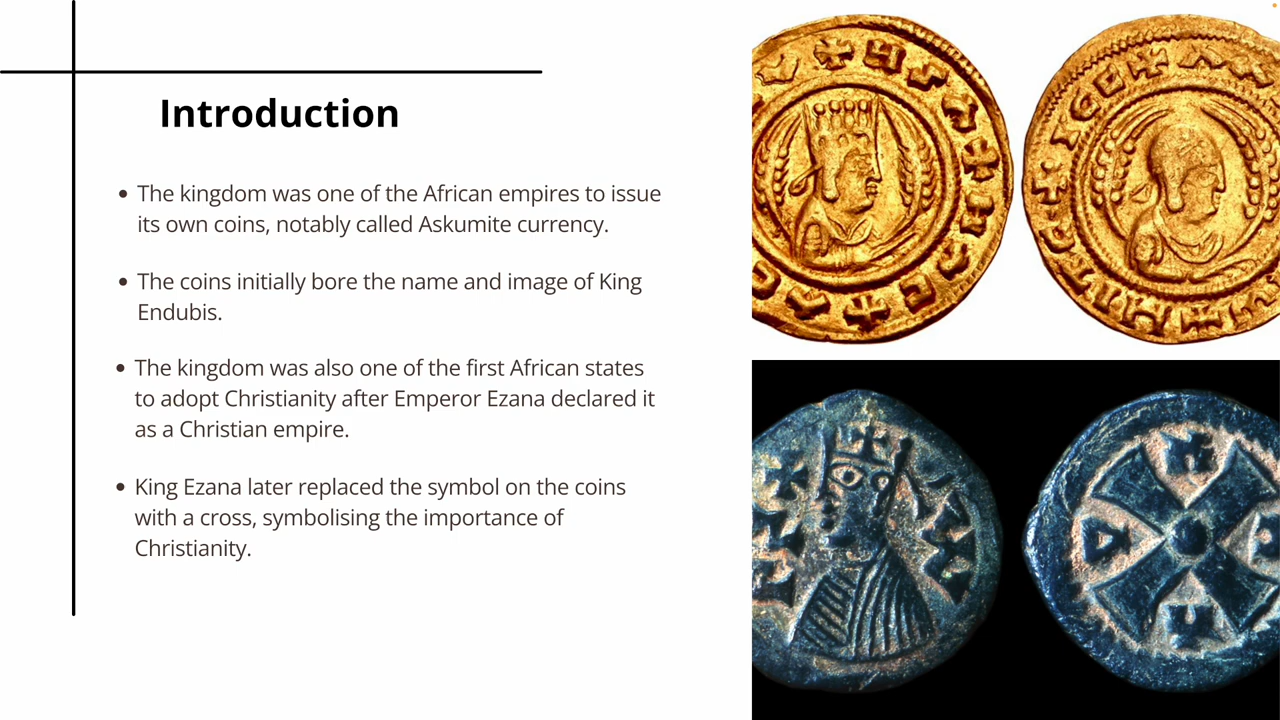 Introduction
• The kingdom was one of the African empires to issue
its own coins, notably called Askumite currency.
• The coins initially bore the name and image of King
Endubis.
• The kingdom was also one of the first African states
to adopt Christianity after Emperor Ezana declared it
as a Christian empire.
• King Ezana later replaced the symbol on the coins
with a cross, symbolising the importance of
Christianity.